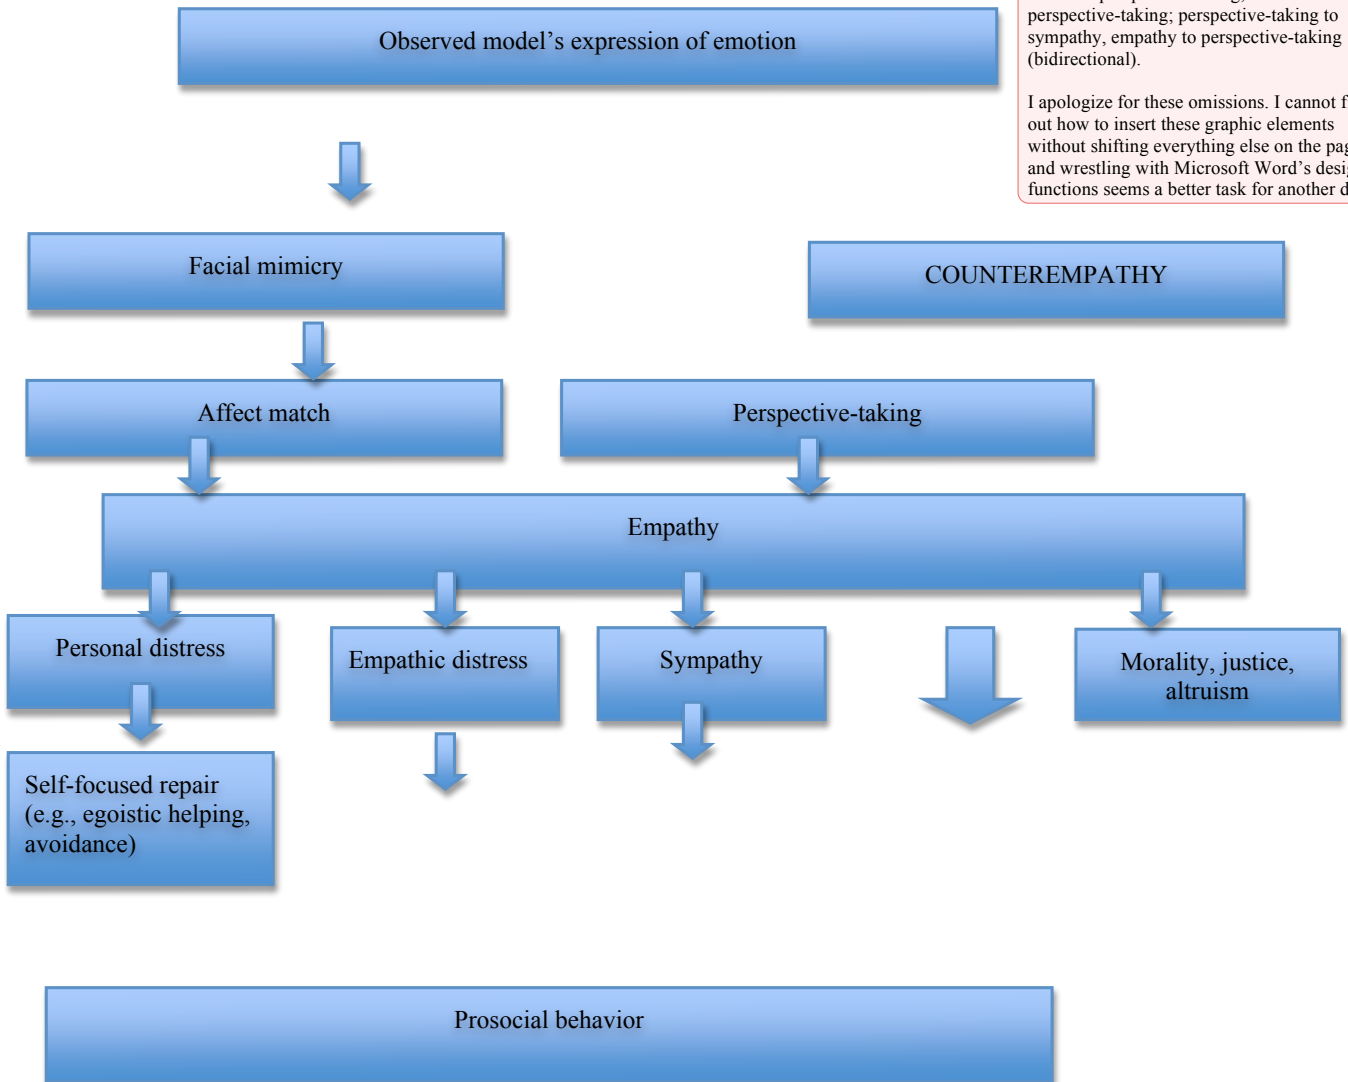 perspective-taking; perspective-taking to
sympathy, empathy to perspective-taking
(bidirectional).
I apologize for these omissions. I cannot
out how to insert these graphic elements
without shifting everything else on the
and wrestling with Microsoft Word's
functions seems a better task for another
Observed model's expression of emotion
Facial mimicry
COUNTEREMPATHY
Affect match
Perspective-taking
Empathy
Personal distress
Empathic distress
Sympathy
Morality, justice,
altruism
Self-focused repair
(e.g., egoistic helping,
avoidance)
Prosocial behavior